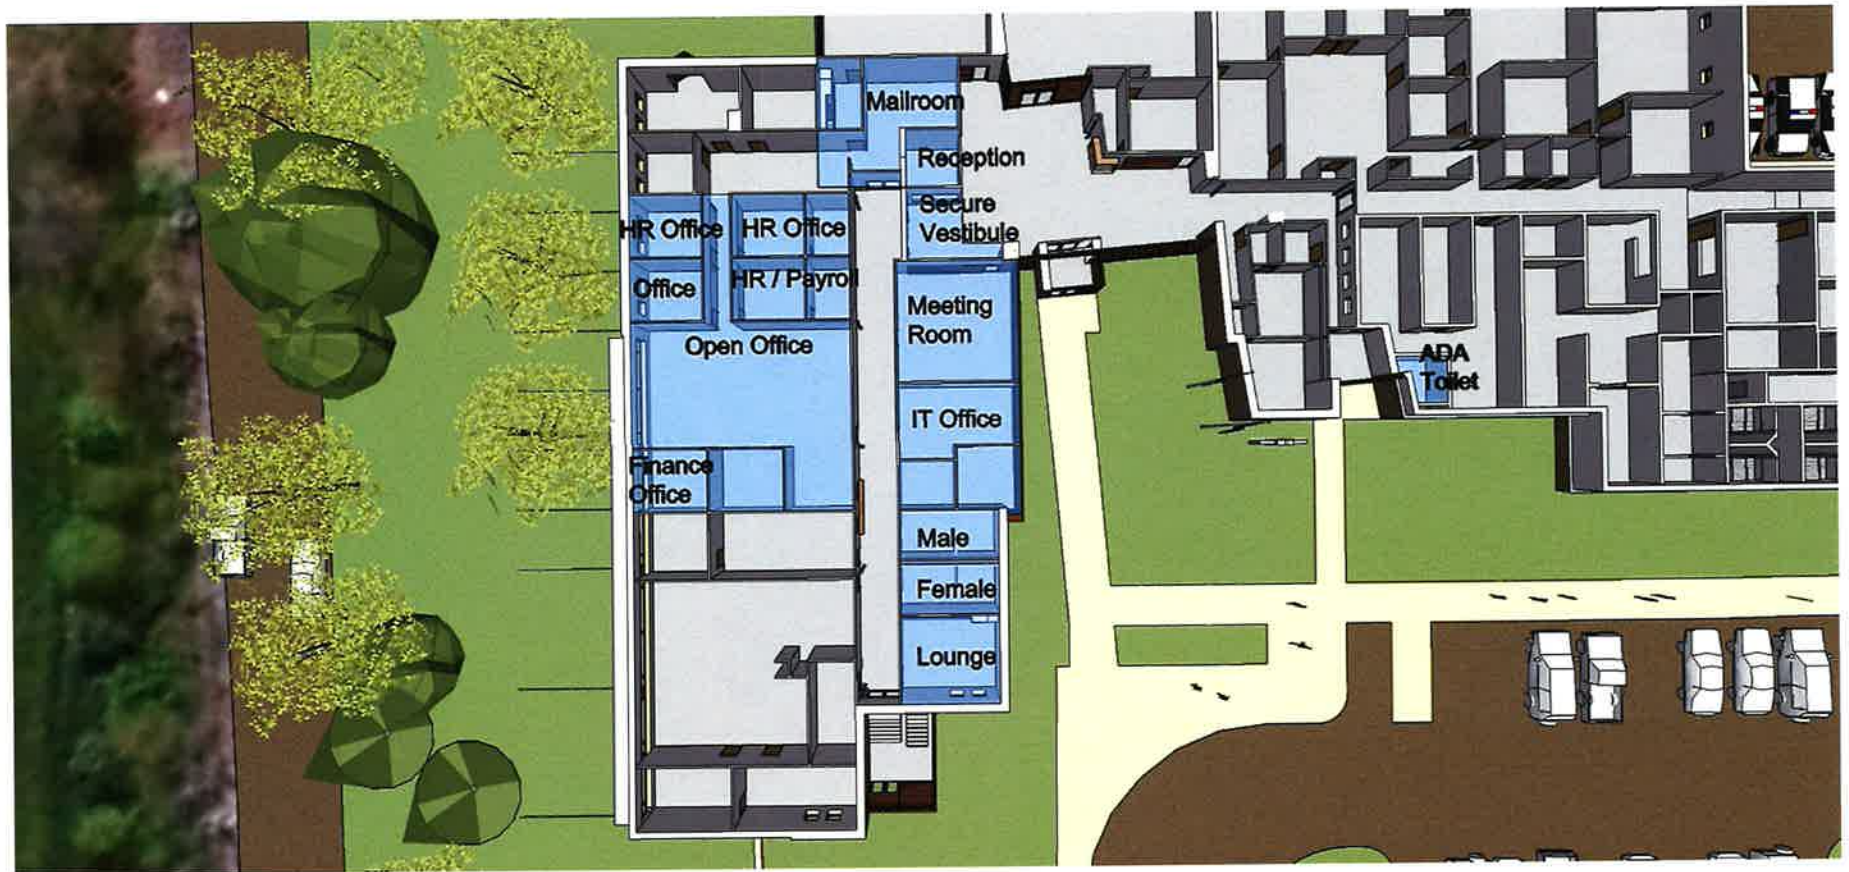 Mailroom
Reception
Secure
Vestibule
HR Office
HR Office
Office
HR / Payroll
Open Office
Meeting
Room
IT Office
ADA
Toilet
Finance
Office
Male
Female
Lounge